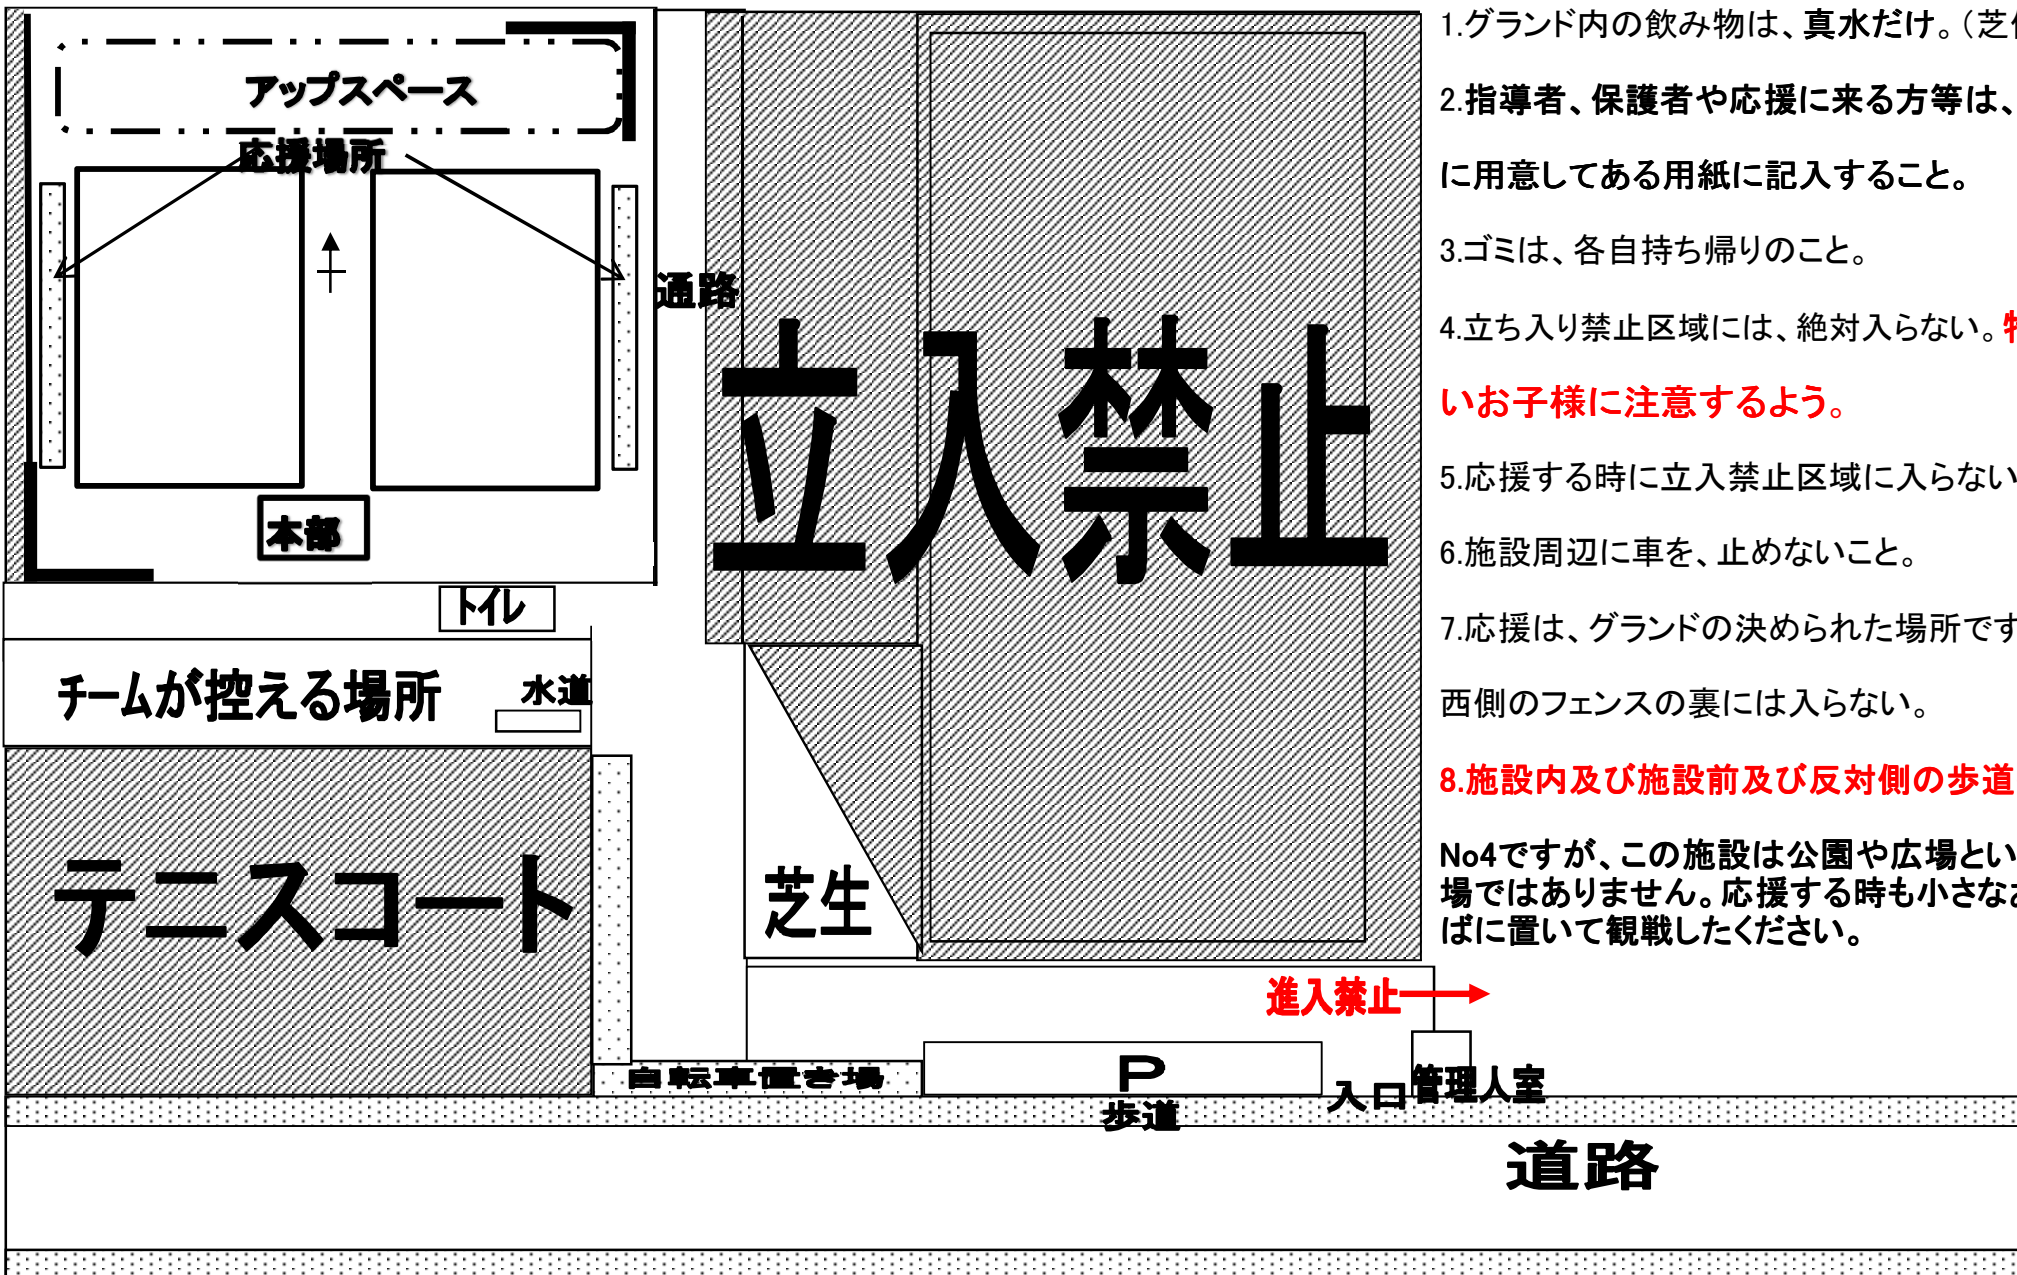 アップスペース
応援場所
通路
本部
トイレ
チームが控える場所
水道
テニスコート
立入禁止
芝生
進入禁止
自転車置き場
P
歩道
入口
管理人室
道路
1.グランド内の飲み物は、真水だけ。(芝
2.指導者、保護者や応援に来る方等は、
に用意してある用紙に記入すること。
3.ゴミは、各自持ち帰りのこと。
4.立ち入り禁止区域には、絶対入らない。
いお子様に注意するよう。
5.応援する時に立入禁止区域に入らない
6.施設周辺に車を、止めないこと。
7.応援は、グランドの決められた場所です
西側のフェンスの裏には入らない。
8.施設内及び施設前及び反対側の歩道
No4ですが、この施設は公園や広場とい
場ではありません。応援する時も小さな
ばに置いて観戦したください。